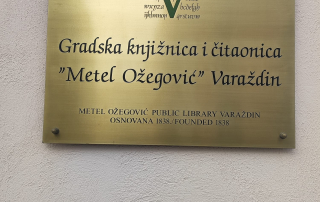 Gradska knjižnica i čitaonica
"Metel Ožegović" Varaždin
METEL OŽEGOVIĆ PUBLIC LIBRARY VARAŽDIN
OSNOVANA 1838./FOUNDED 1838